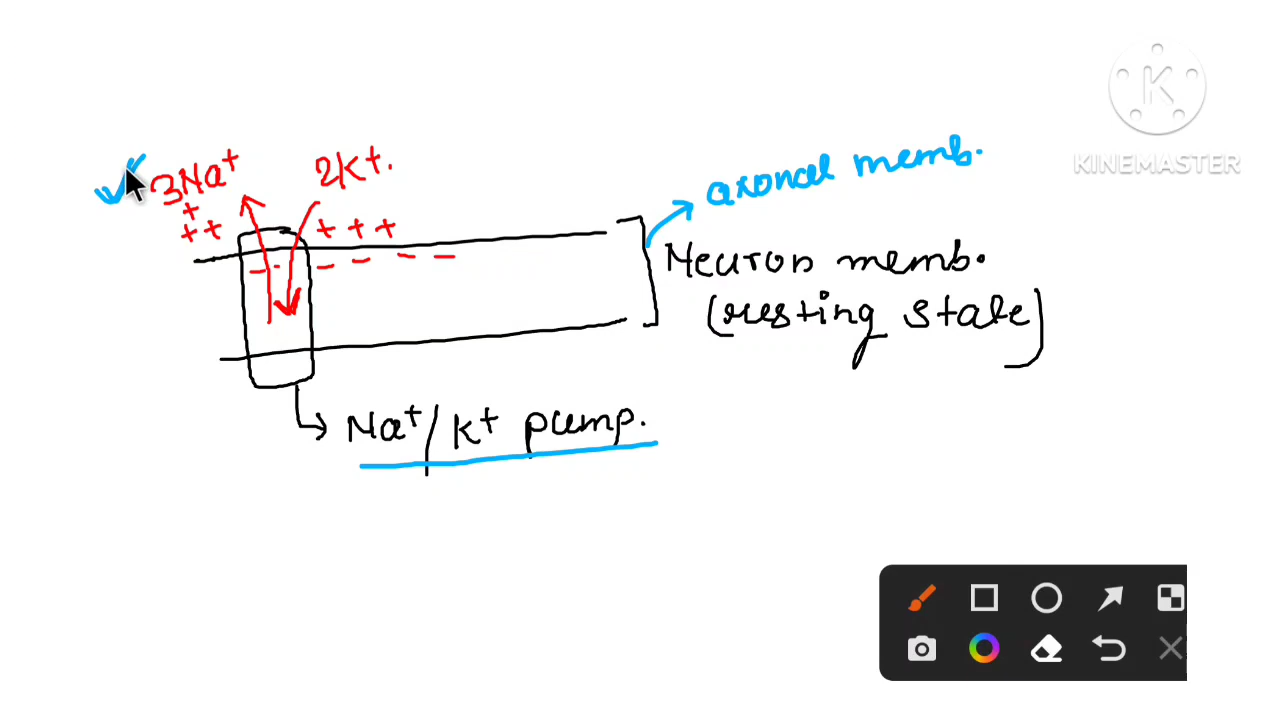 3Na+ 2K+.
+ + + + + +
- - - - - -
axonal memb.
Neuron memb.
(resting state)
Na+/K+ pump.
K
KINEMASTER